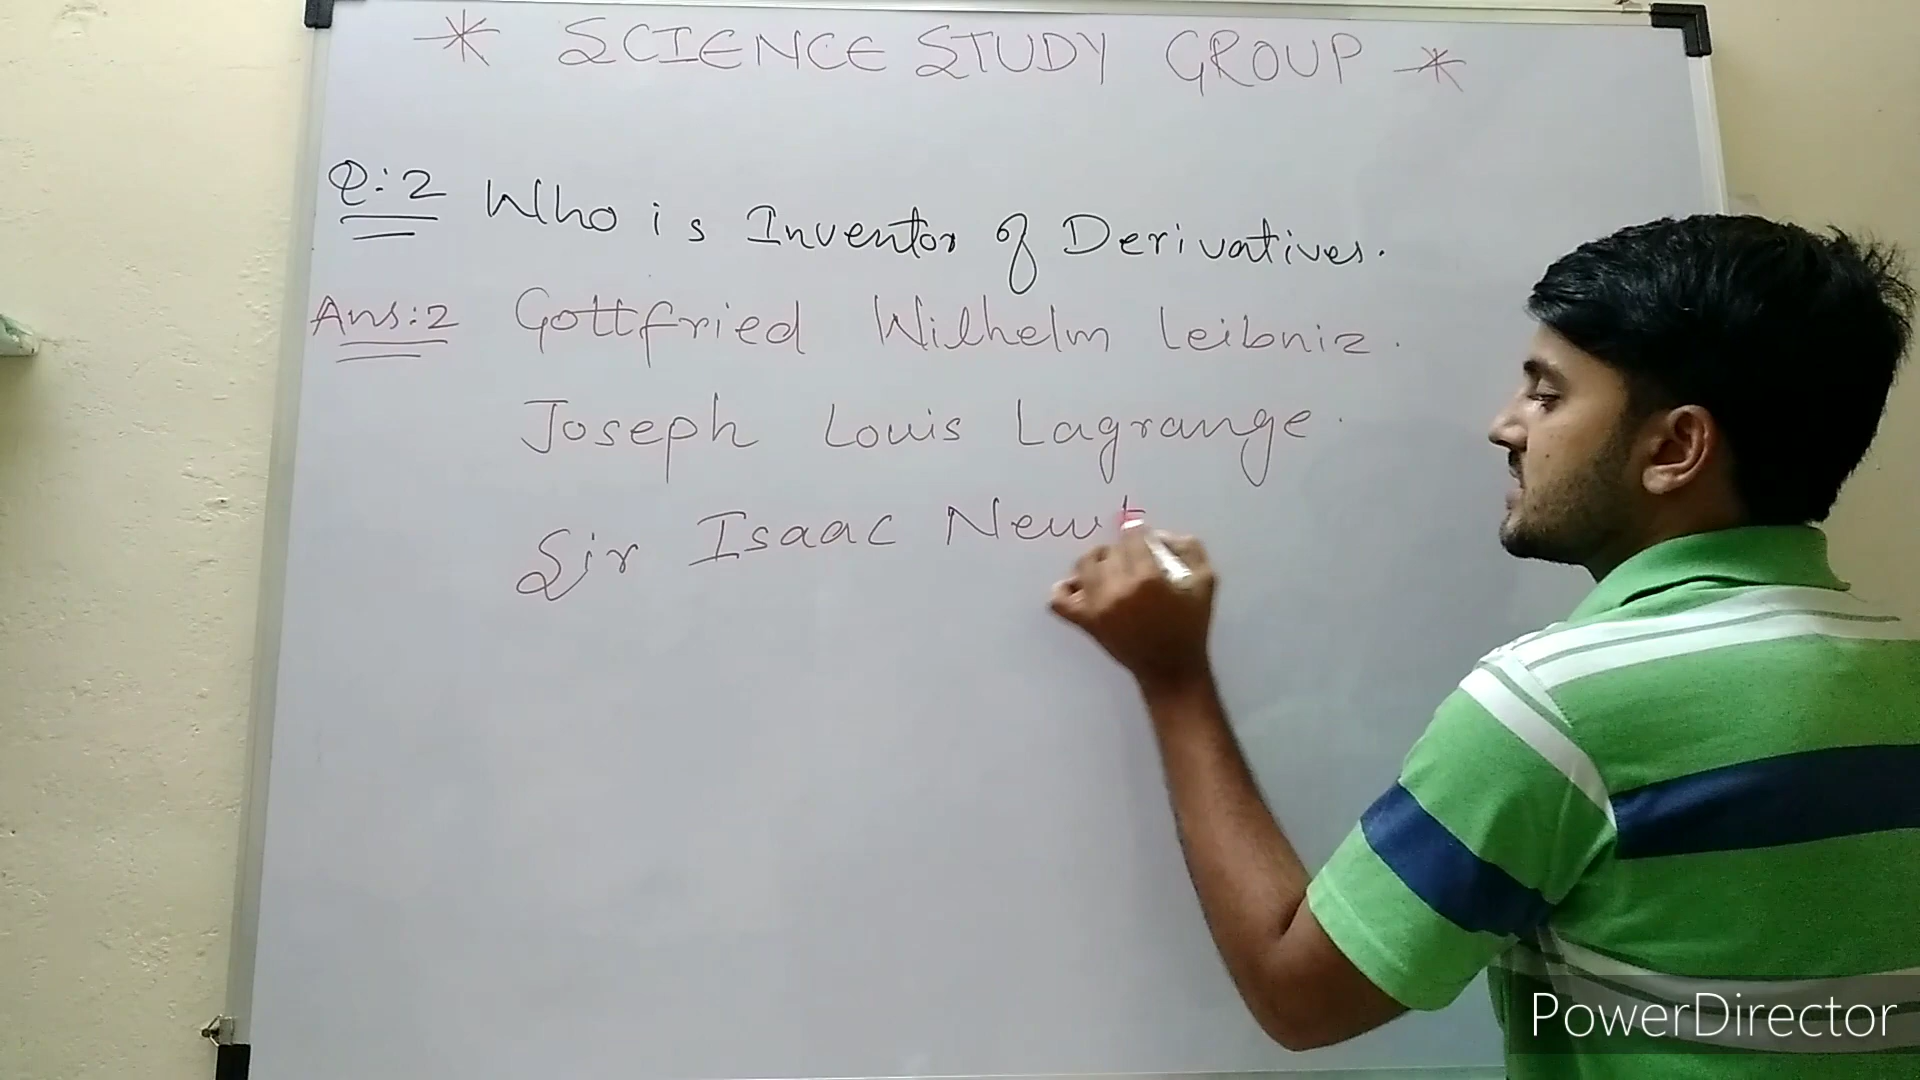 * SCIENCE STUDY GROUP *
Q:2 Who is Inventor of Derivatives.
Ans:2 Gottfried Wilhelm Leibniz.
Joseph Louis Lagrange.
Sir Isaac Newt
PowerDirector